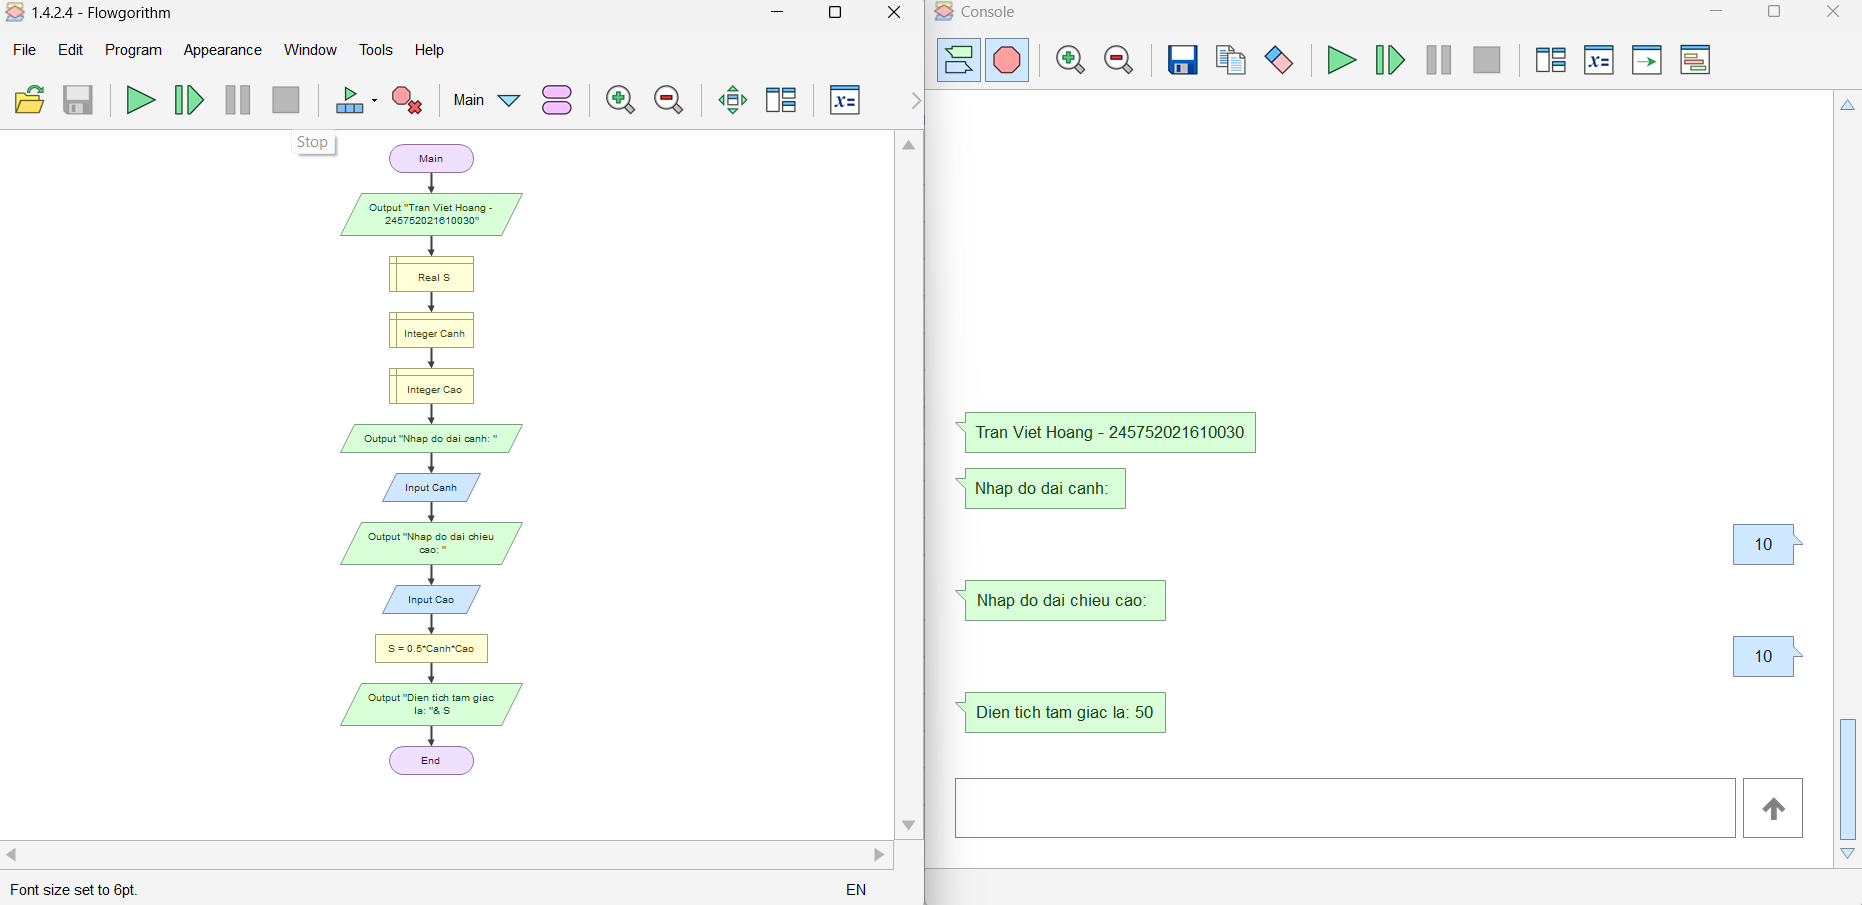 1.4.2.4 - Flowgorithm
File Edit Program Appearance Window Tools Help
Main
Stop
Main
Output "Tran Viet Hoang -
245752021610030"
Real S
Integer Canh
Integer Cao
Output "Nhap do dai canh: "
Input Canh
Output "Nhap do dai chieu
cao: "
Input Cao
S = 0.5*Canh*Cao
Output "Dien tich tam giac
la: "& S
End
Font size set to 6pt.
EN
Console
Tran Viet Hoang - 245752021610030
Nhap do dai canh:
10
Nhap do dai chieu cao:
10
Dien tich tam giac la: 50